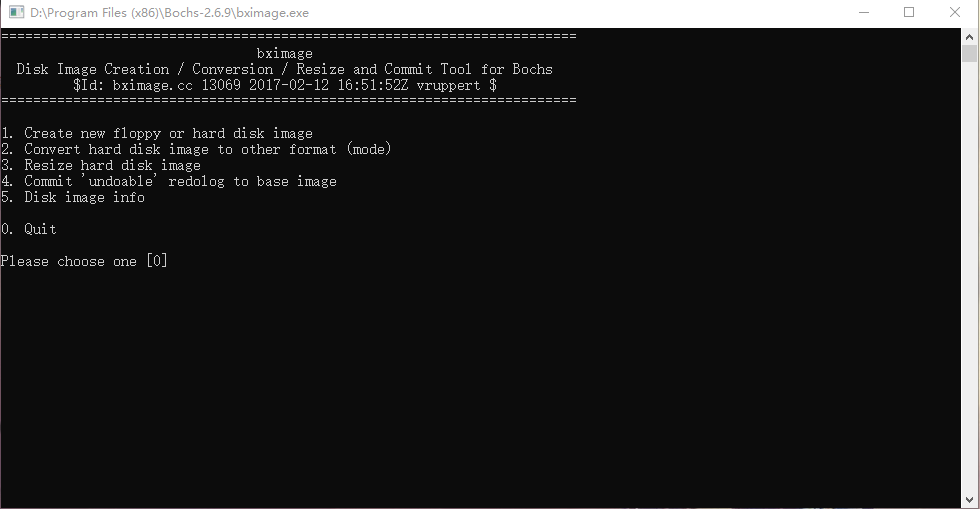 D:\Program Files (x86)\Bochs-2.6.9\bximage.exe
========================================================================
bximage
Disk Image Creation / Conversion / Resize and Commit Tool for Bochs
$Id: bximage.cc 13069 2017-02-12 16:51:52Z vruppert $
========================================================================
1. Create new floppy or hard disk image
2. Convert hard disk image to other format (mode)
3. Resize hard disk image
4. Commit 'undoable' redolog to base image
5. Disk image info
0. Quit
Please choose one [0]